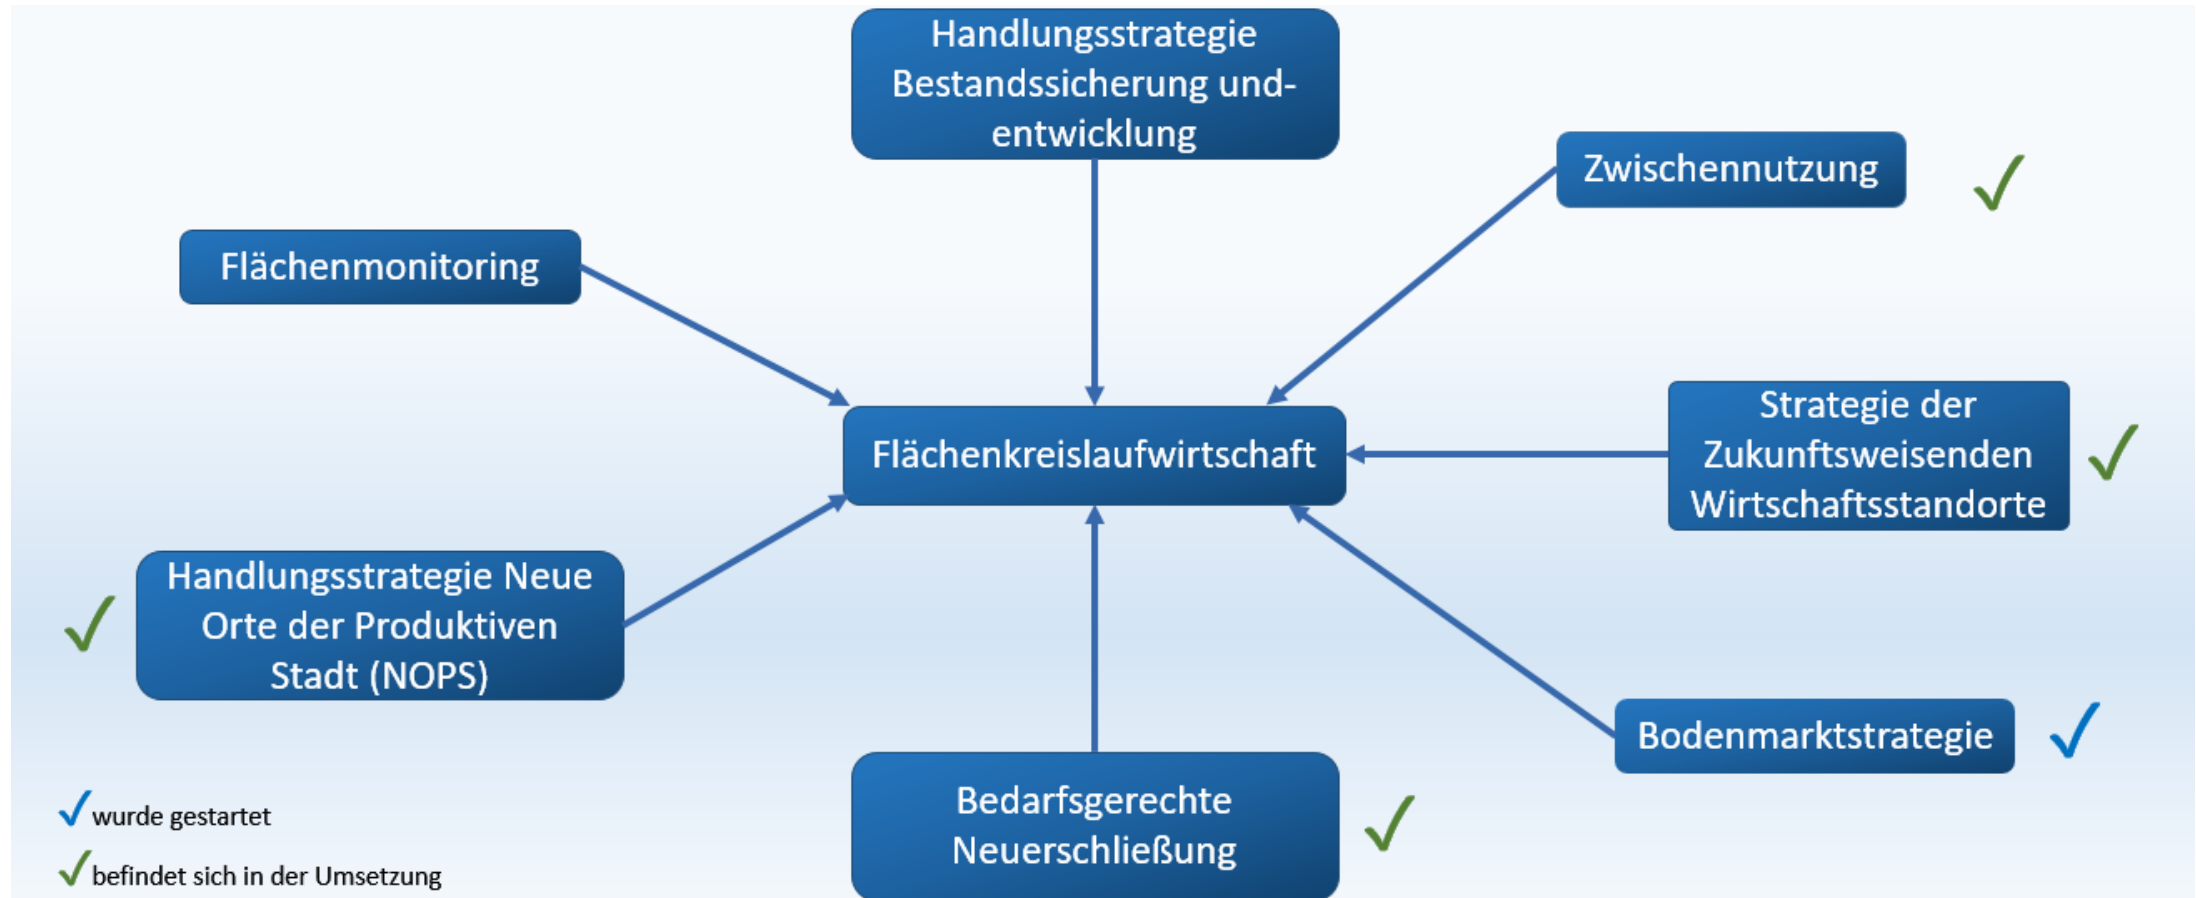 Handlungsstrategie
Bestandssicherung und-
entwicklung
Zwischennutzung
Flächenmonitoring
Strategie der
Zukunftsweisenden
Wirtschaftsstandorte
Flächenkreislaufwirtschaft
Handlungsstrategie Neue
Orte der Produktiven
Stadt (NOPS)
Bodenmarktstrategie
Bedarfsgerechte
Neuerschließung
wurde gestartet
befindet sich in der Umsetzung